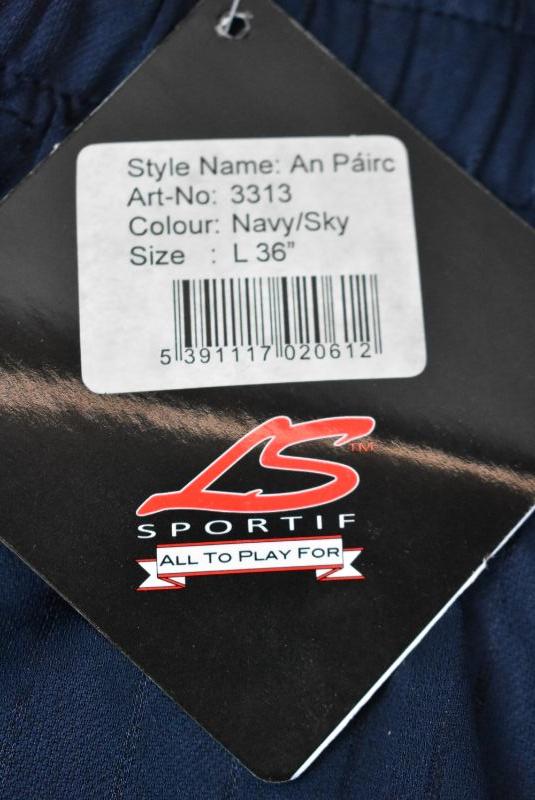 Style Name: An Páirc
Art-No: 3313
Colour: Navy/Sky
Size : L 36”
5 391117 020612
LS TM
SPORTIF
ALL TO PLAY FOR